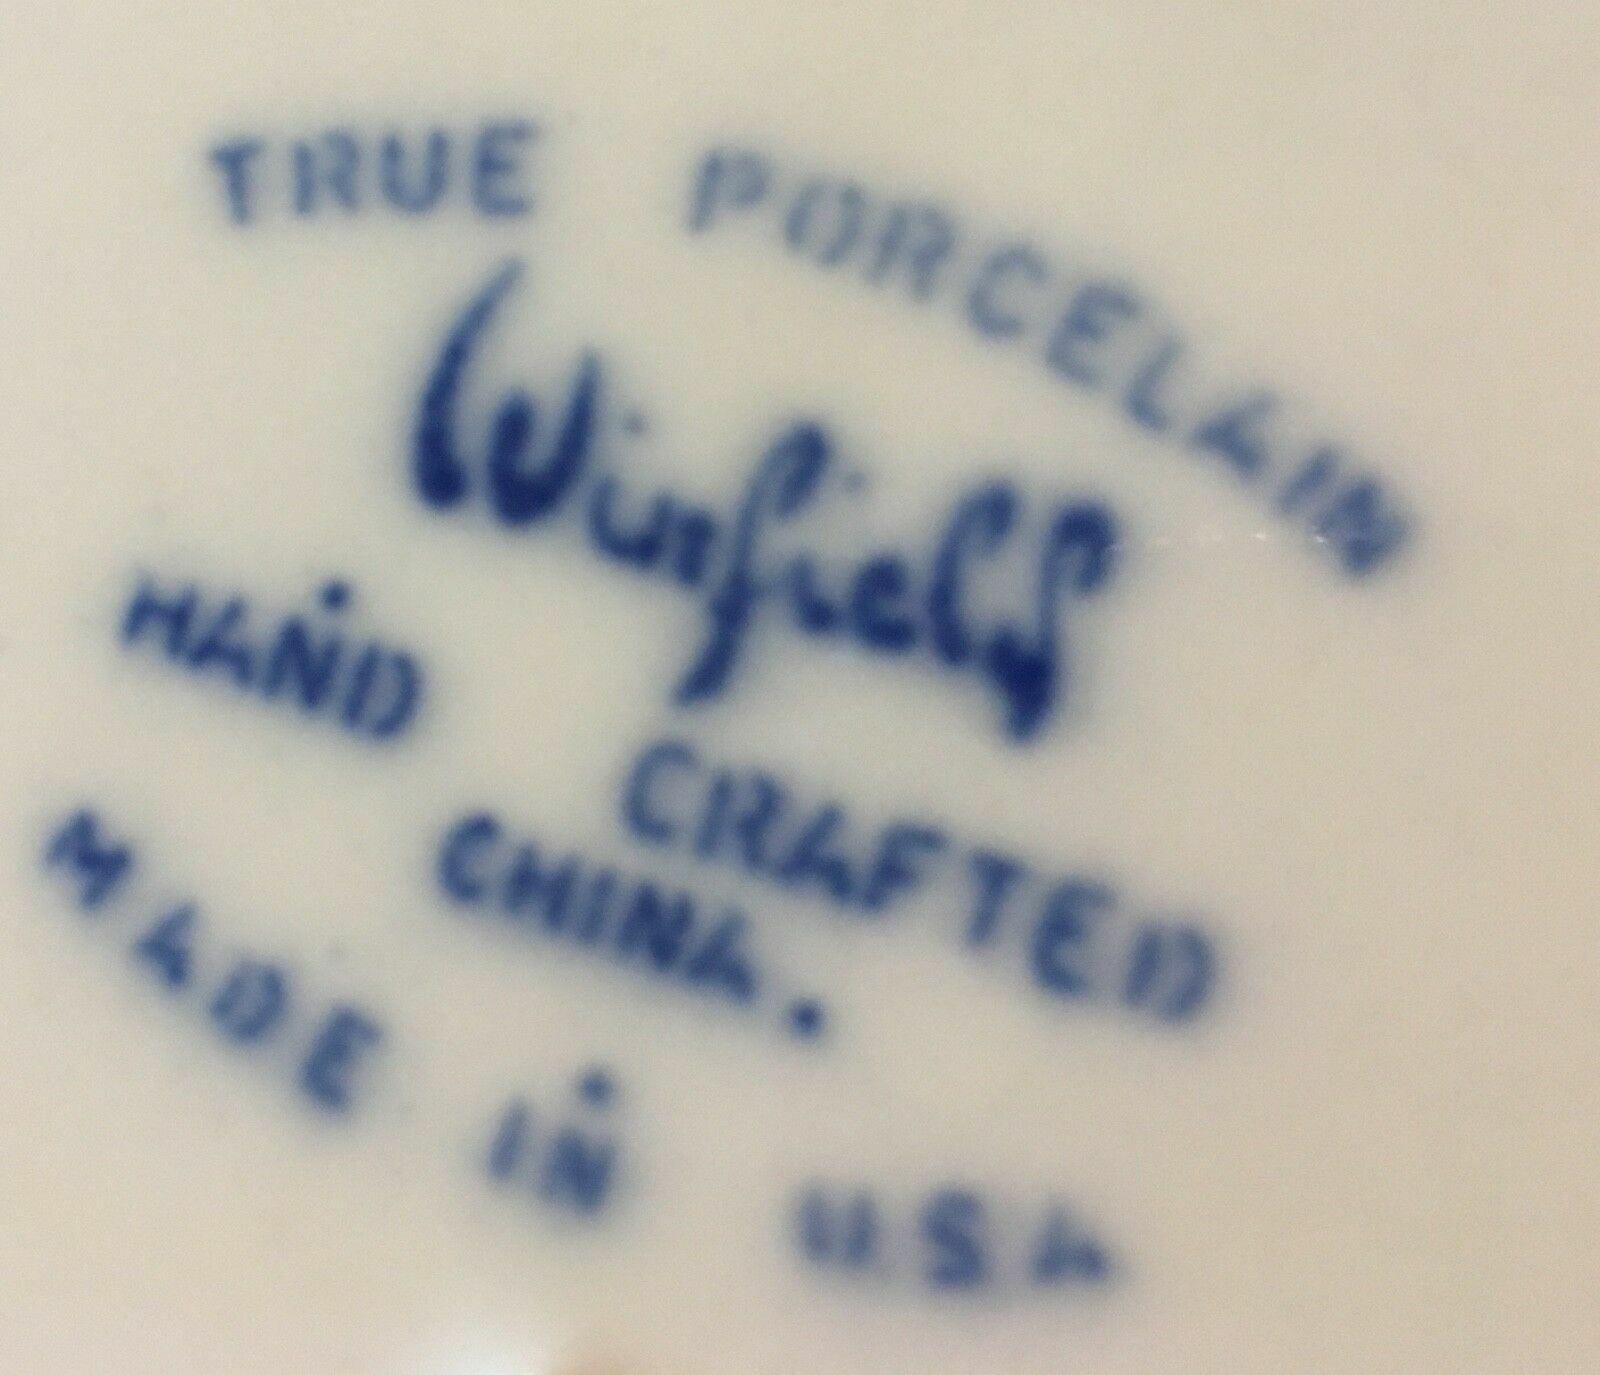 TRUE PORCELAIN
Winfield
HAND CRAFTED
CHINA.
MADE IN USA